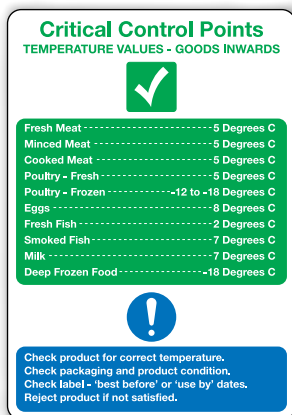 Critical Control Points
TEMPERATURE VALUES - GOODS INWARDS
Fresh Meat 5 Degrees C
Minced Meat 5 Degrees C
Cooked Meat 5 Degrees C
Poultry - Fresh 5 Degrees C
Poultry - Frozen -12 to -18 Degrees C
Eggs 8 Degrees C
Fresh Fish 2 Degrees C
Smoked Fish 7 Degrees C
Milk 7 Degrees C
Deep Frozen Food -18 Degrees C
Check product for correct temperature.
Check packaging and product condition.
Check label - 'best before' or 'use by' dates.
Reject product if not satisfied.